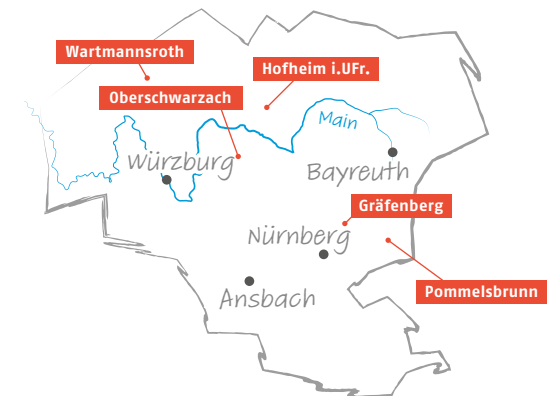 Wartmannsroth
Hofheim i.UFr.
Oberschwarzach
Main
Würzburg
Bayreuth
Gräfenberg
Nürnberg
Pommelsbrunn
Ansbach